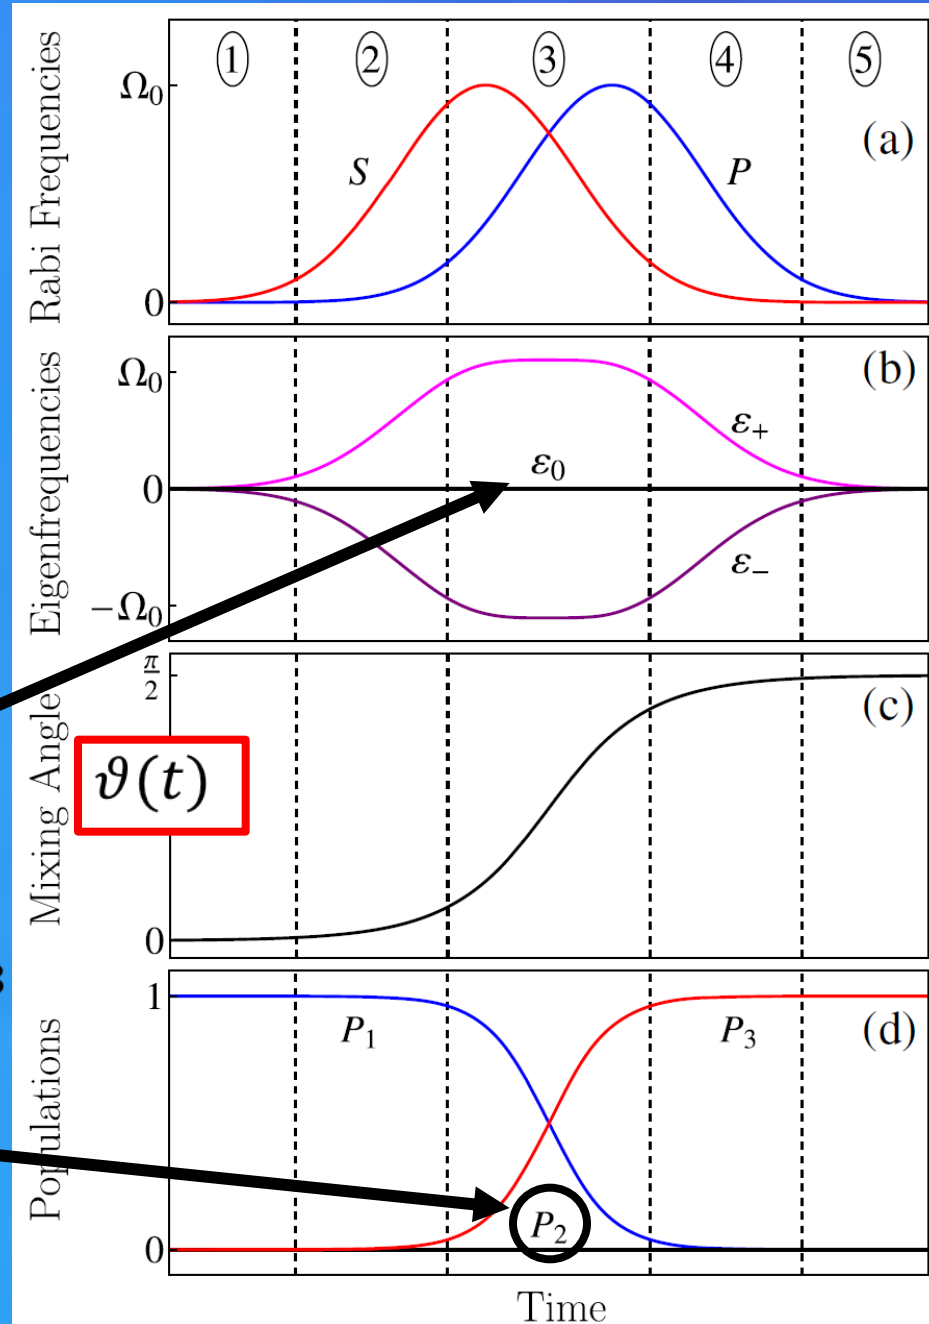 ① ② ③ ④ ⑤
Rabi Frequencies
Ω₀
0
S
P
(a)
Eigenfrequencies
Ω₀
0
−Ω₀
ε₊
ε₀
ε₋
(b)
Mixing Angle
π/2
0
ϑ(t)
(c)
Populations
1
0
P₁
P₃
P₂
(d)
Time